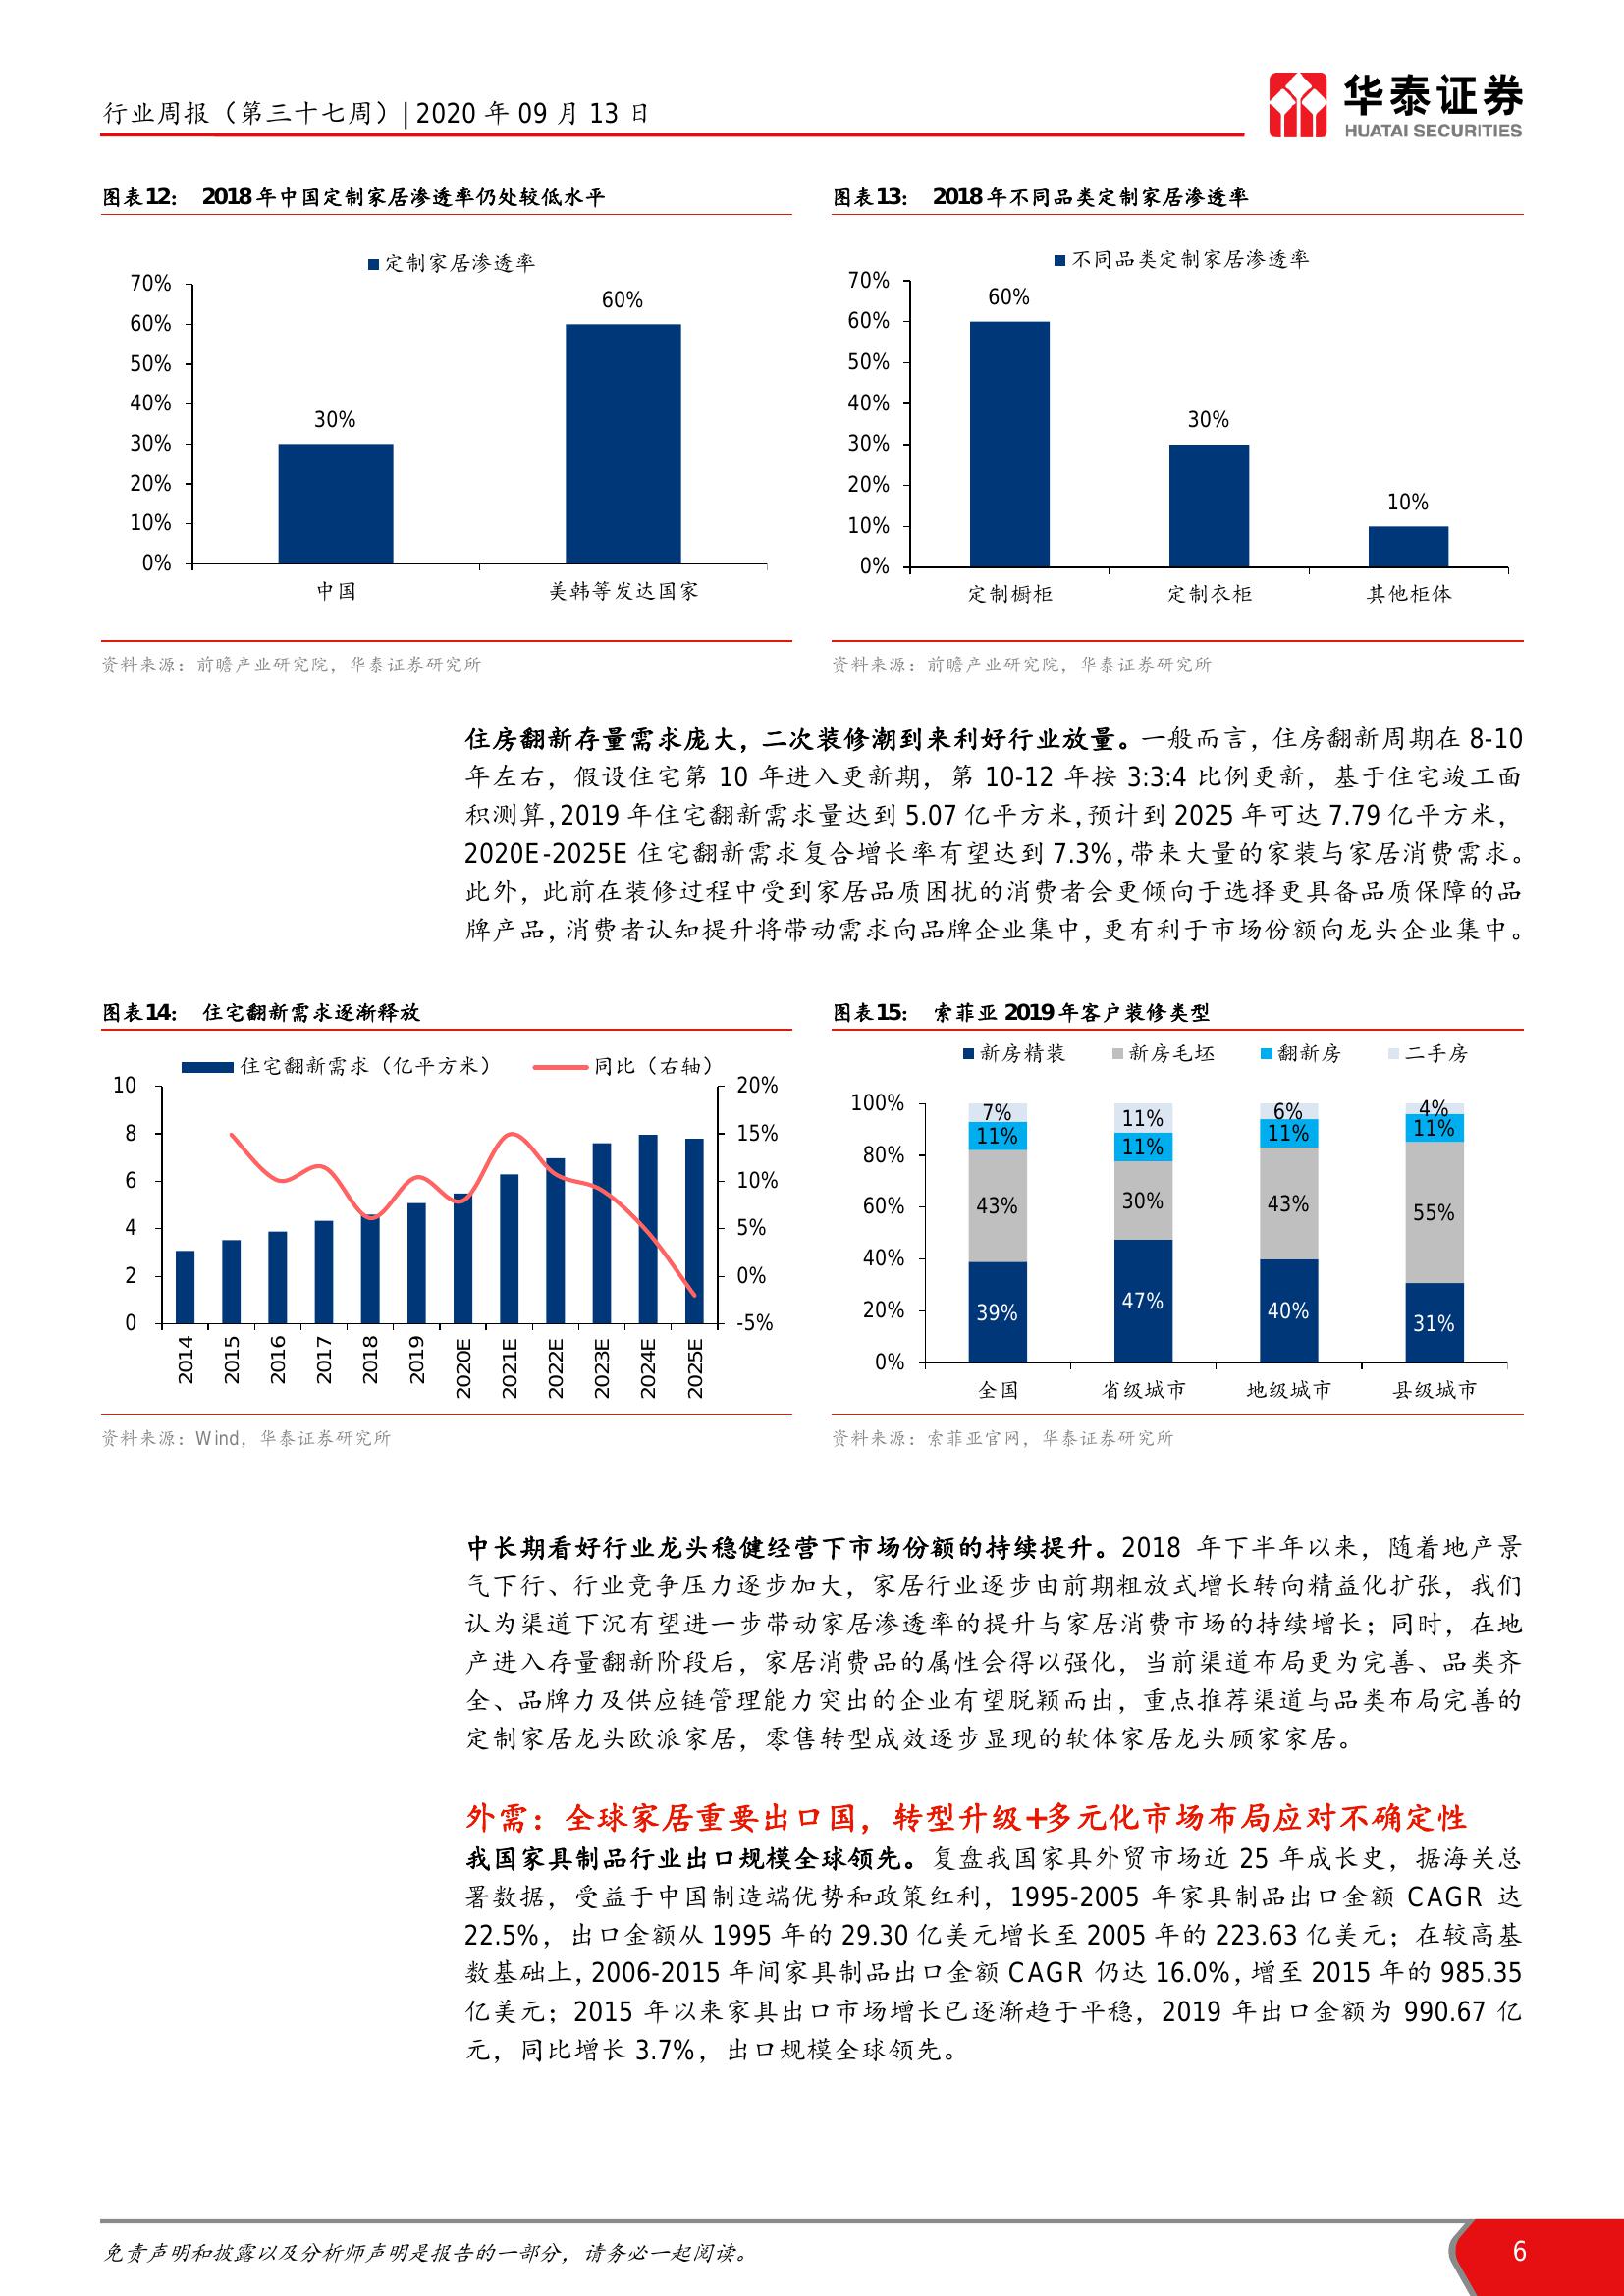 行业周报（第三十七周）| 2020 年 09 月 13 日
华泰证券
HUATAI SECURITIES
图表12： 2018年中国定制家居渗透率仍处较低水平
定制家居渗透率
70%
60%
50%
40%
30%
20%
10%
0%
30%
60%
中国
美韩等发达国家
资料来源：前瞻产业研究院，华泰证券研究所
图表13： 2018年不同品类定制家居渗透率
不同品类定制家居渗透率
70%
60%
50%
40%
30%
20%
10%
0%
60%
30%
10%
定制橱柜
定制衣柜
其他柜体
资料来源：前瞻产业研究院，华泰证券研究所
住房翻新存量需求庞大，二次装修潮到来利好行业放量。一般而言，住房翻新周期在 8-10
年左右，假设住宅第 10 年进入更新期，第 10-12 年按 3:3:4 比例更新，基于住宅竣工面
积测算，2019 年住宅翻新需求量达到 5.07 亿平方米，预计到 2025 年可达 7.79 亿平方米，
2020E-2025E 住宅翻新需求复合增长率有望达到 7.3%，带来大量的家装与家居消费需求。
此外，此前在装修过程中受到家居品质困扰的消费者会更倾向于选择更具备品质保障的品
牌产品，消费者认知提升将带动需求向品牌企业集中，更有利于市场份额向龙头企业集中。
图表14： 住宅翻新需求逐渐释放
住宅翻新需求（亿平方米）
同比（右轴）
10
8
6
4
2
0
20%
15%
10%
5%
0%
-5%
2014
2015
2016
2017
2018
2019
2020E
2021E
2022E
2023E
2024E
2025E
资料来源：Wind，华泰证券研究所
图表15： 索菲亚 2019年客户装修类型
新房精装
新房毛坯
翻新房
二手房
100%
80%
60%
40%
20%
0%
7%
11%
43%
39%
11%
11%
30%
47%
6%
11%
43%
40%
4%
11%
55%
31%
全国
省级城市
地级城市
县级城市
资料来源：索菲亚官网，华泰证券研究所
中长期看好行业龙头稳健经营下市场份额的持续提升。2018 年下半年以来，随着地产景
气下行、行业竞争压力逐步加大，家居行业逐步由前期粗放式增长转向精益化扩张，我们
认为渠道下沉有望进一步带动家居渗透率的提升与家居消费市场的持续增长；同时，在地
产进入存量翻新阶段后，家居消费品的属性会得以强化，当前渠道布局更为完善、品类齐
全、品牌力及供应链管理能力突出的企业有望脱颖而出，重点推荐渠道与品类布局完善的
定制家居龙头欧派家居，零售转型成效逐步显现的软体家居龙头顾家家居。
外需：全球家居重要出口国，转型升级+多元化市场布局应对不确定性
我国家具制品行业出口规模全球领先。复盘我国家具外贸市场近 25 年成长史，据海关总
署数据，受益于中国制造端优势和政策红利，1995-2005 年家具制品出口金额 CAGR 达
22.5%，出口金额从 1995 年的 29.30 亿美元增长至 2005 年的 223.63 亿美元；在较高基
数基础上，2006-2015 年间家具制品出口金额 CAGR 仍达 16.0%，增至 2015 年的 985.35
亿美元；2015 年以来家具出口市场增长已逐渐趋于平稳，2019 年出口金额为 990.67 亿
元，同比增长 3.7%，出口规模全球领先。
免责声明和披露以及分析师声明是报告的一部分，请务必一起阅读。
6